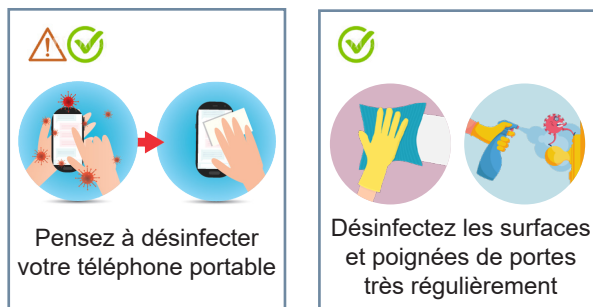 Pensez à désinfecter
votre téléphone portable
Désinfectez les surfaces
et poignées de portes
très régulièrement